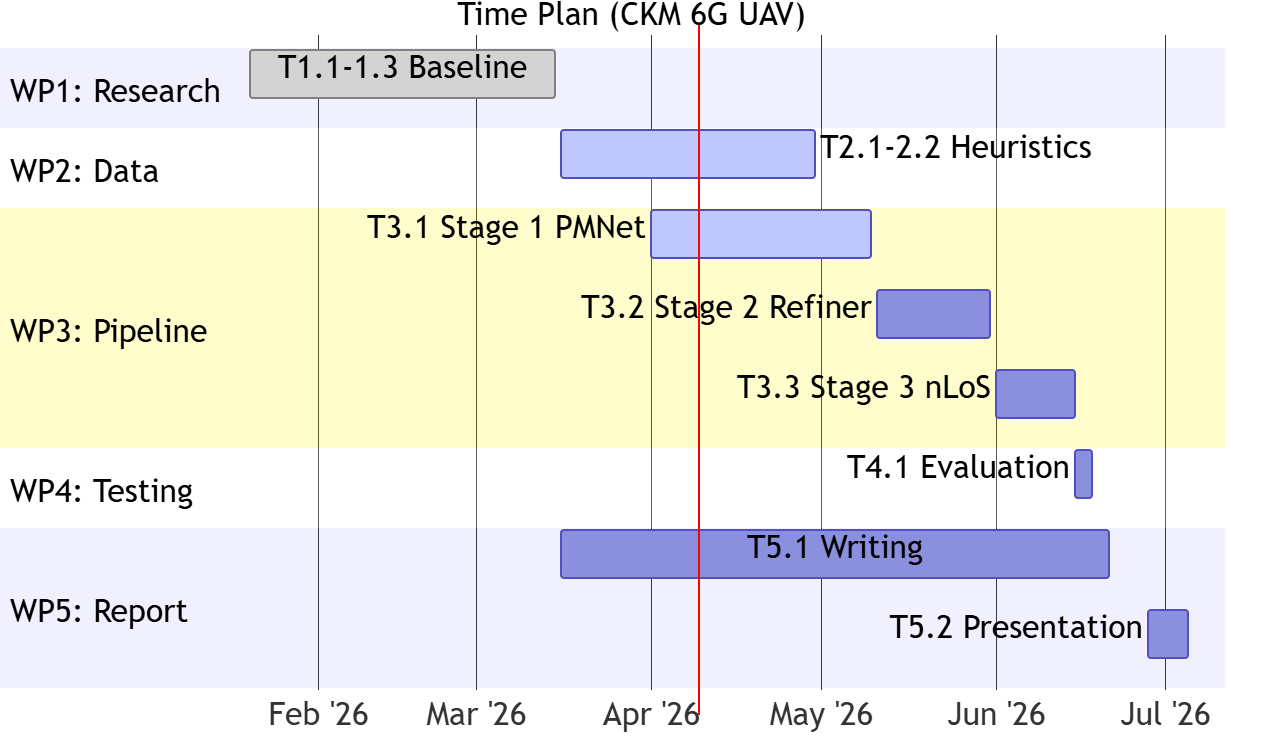 Time Plan (CKM 6G UAV)
T1.1-1.3 Baseline
WP1: Research
T2.1-2.2 Heuristics
WP2: Data
T3.1 Stage 1 PMNet
T3.2 Stage 2 Refiner
WP3: Pipeline
T3.3 Stage 3 nLoS
T4.1 Evaluation
WP4: Testing
T5.1 Writing
WP5: Report
T5.2 Presentation
Feb '26 Mar '26 Apr '26 May '26 Jun '26 Jul '26